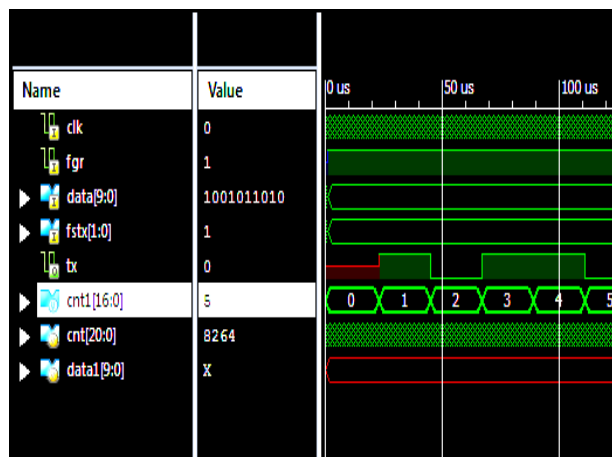 Name Value 0 us 50 us 100 us
clk 0
fgr 1
data[9:0] 1001011010
fstx[1:0] 1
tx 0
cnt1[16:0] 5 0 1 2 3 4 5
cnt[20:0] 8264
data1[9:0] X